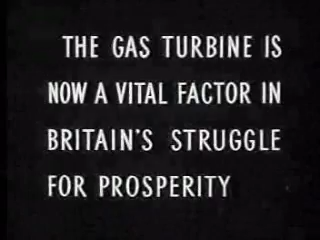 THE GAS TURBINE IS
NOW A VITAL FACTOR IN
BRITAIN'S STRUGGLE
FOR PROSPERITY